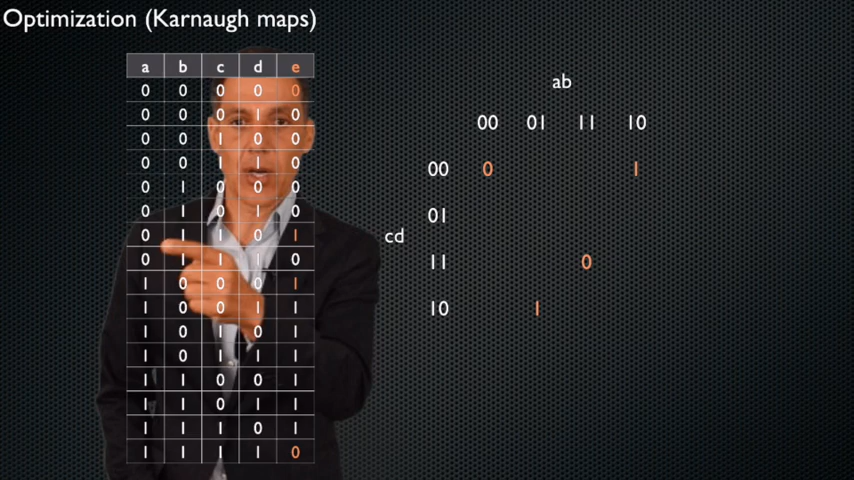 Optimization (Karnaugh maps)
a b c d e
0 0 0 0 0
0 0 0 1 0
0 0 1 0 0
0 0 1 1 0
0 1 0 0 0
0 1 0 1 0
0 1 1 0 1
0 1 1 1 0
1 0 0 0 1
1 0 0 1 1
1 0 1 0 1
1 0 1 1 1
1 1 0 0 1
1 1 0 1 1
1 1 1 0 1
1 1 1 1 0
ab
00 01 11 10
00 0 1
01
cd
11 0
10 1